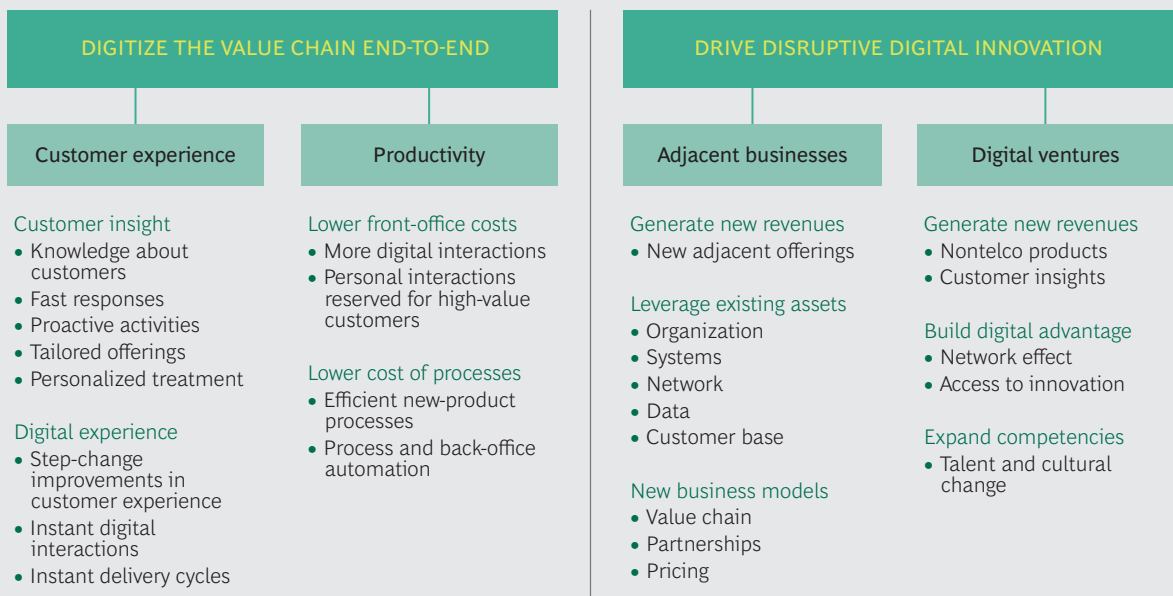 DIGITIZE THE VALUE CHAIN END-TO-END
Customer experience
Customer insight
• Knowledge about
customers
• Fast responses
• Proactive activities
• Tailored offerings
• Personalized treatment
Digital experience
• Step-change
improvements in
customer experience
• Instant digital
interactions
• Instant delivery cycles
Productivity
Lower front-office costs
• More digital interactions
• Personal interactions
reserved for high-value
customers
Lower cost of processes
• Efficient new-product
processes
• Process and back-office
automation
DRIVE DISRUPTIVE DIGITAL INNOVATION
Adjacent businesses
Generate new revenues
• New adjacent offerings
Leverage existing assets
• Organization
• Systems
• Network
• Data
• Customer base
New business models
• Value chain
• Partnerships
• Pricing
Digital ventures
Generate new revenues
• Nontelco products
• Customer insights
Build digital advantage
• Network effect
• Access to innovation
Expand competencies
• Talent and cultural
change